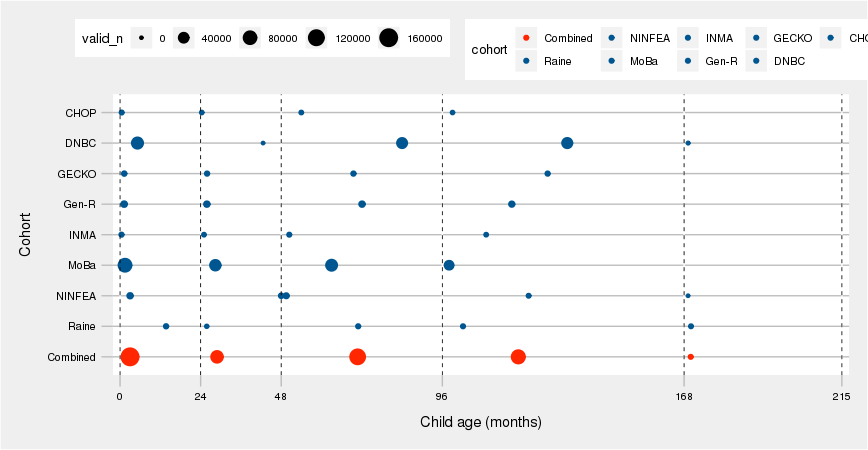 valid_n 0 40000 80000 120000 160000
cohort Combined NINFEA INMA GECKO CHO
Raine MoBa Gen-R DNBC
CHOP
DNBC
GECKO
Gen-R
INMA
MoBa
NINFEA
Raine
Combined
Cohort
0 24 48 96 168 215
Child age (months)